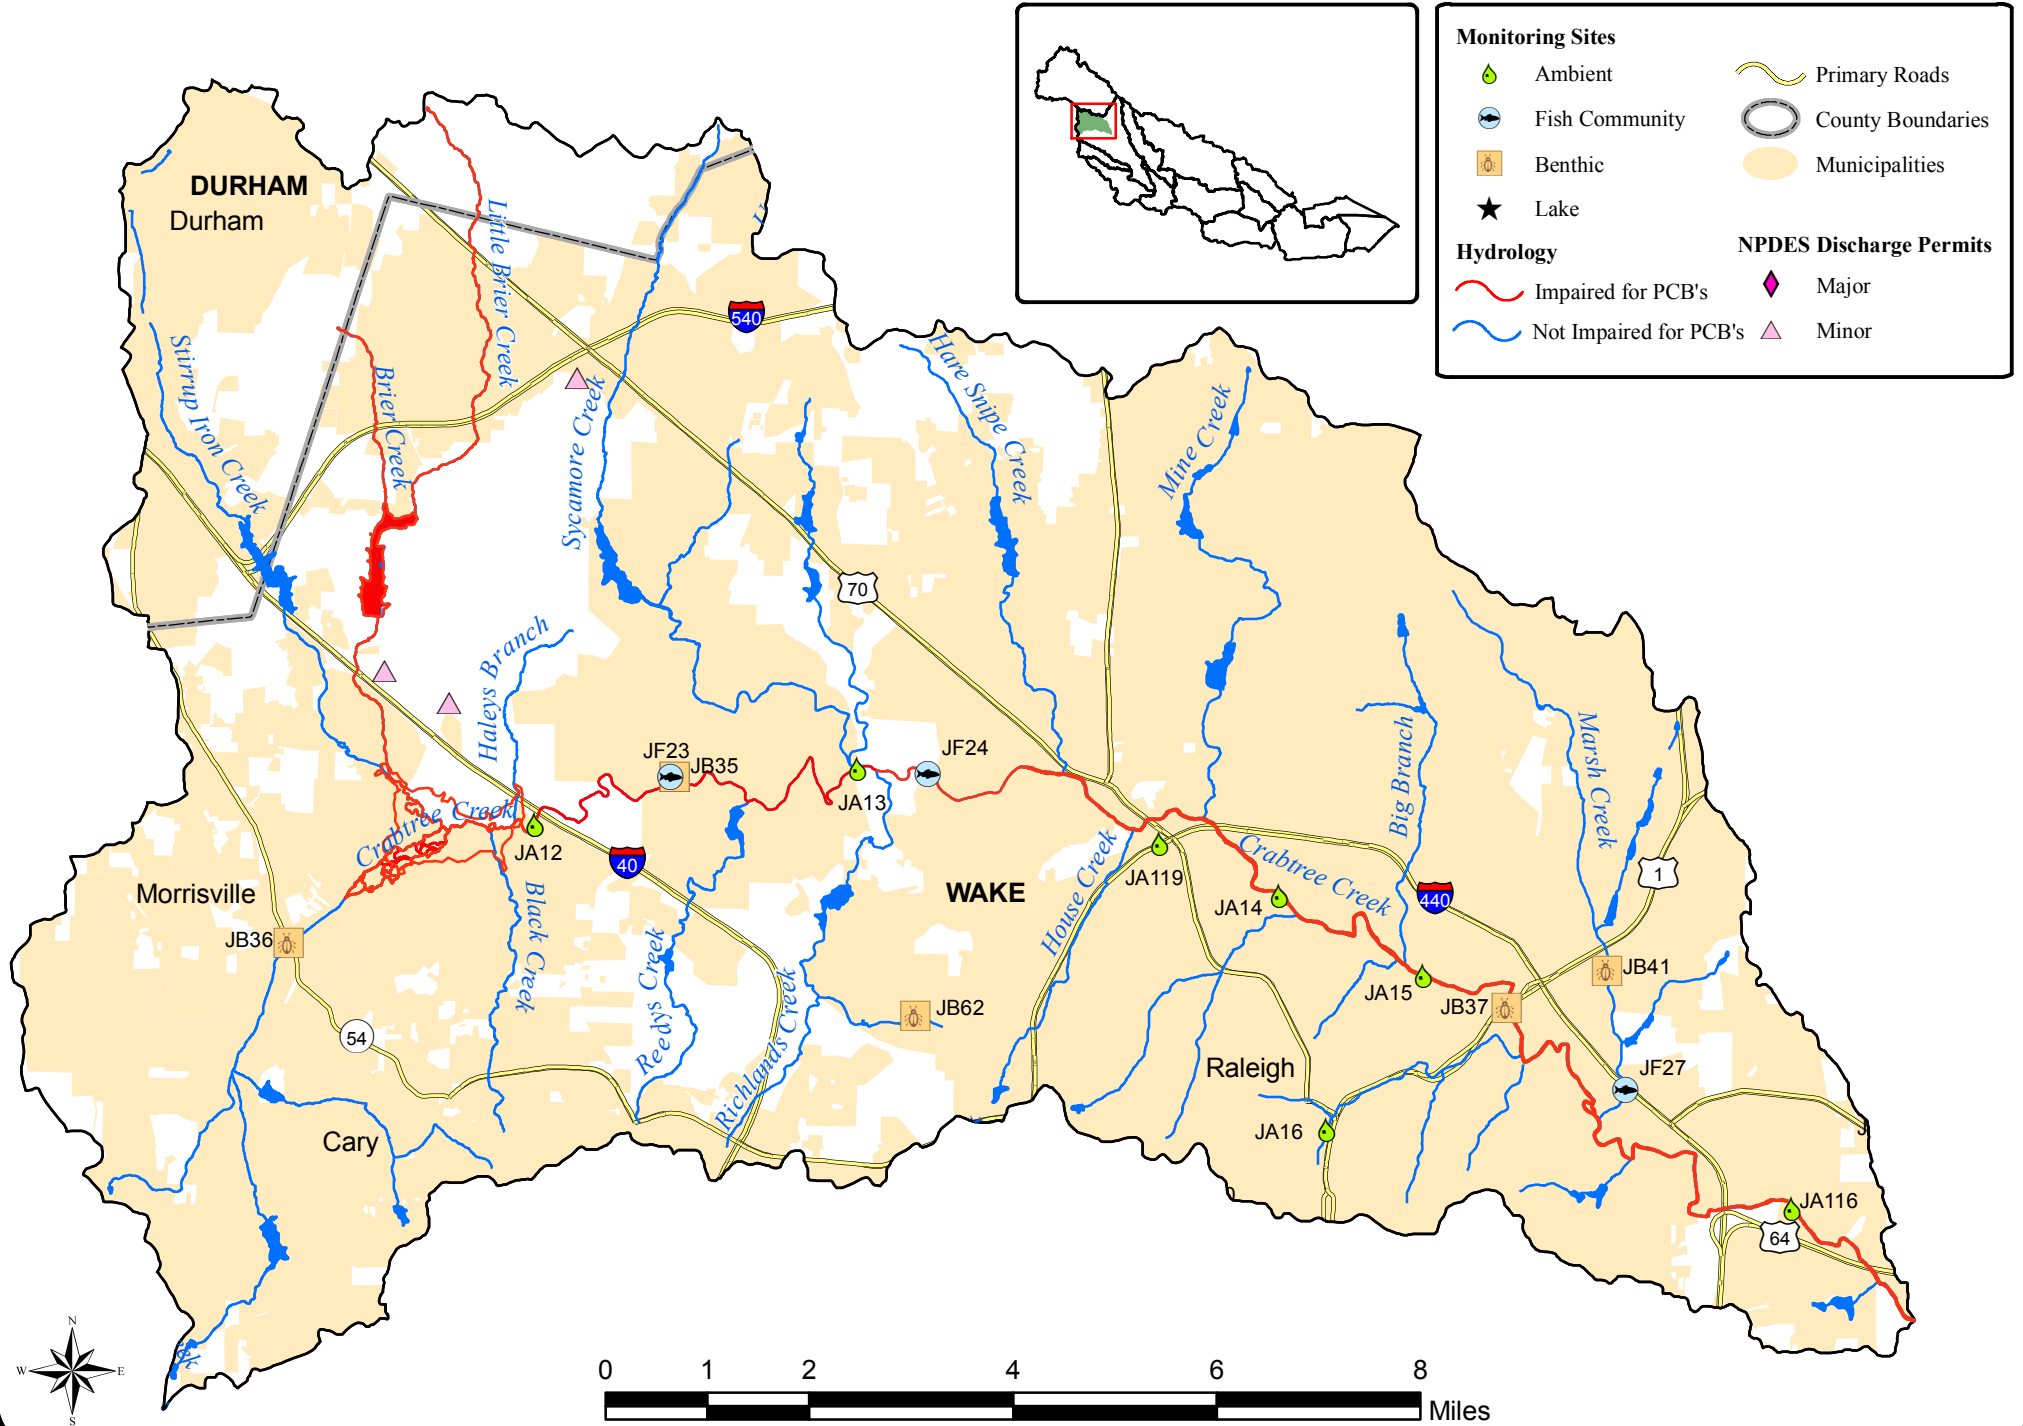 Monitoring Sites
Ambient
Fish Community
Benthic
Lake
Hydrology
Impaired for PCB's
Not Impaired for PCB's
Primary Roads
County Boundaries
Municipalities
NPDES Discharge Permits
Major
Minor
DURHAM
Durham
Little Brier Creek
540
Stirrup Iron Creek
Brier Creek
Sycamore Creek
Hare Snipe Creek
Mine Creek
70
Haleys Branch
JF23
JB35
JA13
JF24
Big Branch
Marsh Creek
Crabtree Creek
JA12
40
Morrisville
JB36
Black Creek
Reedys Creek
Richlands Creek
WAKE
House Creek
JA119
JA14
Crabtree Creek
440
1
JA15
JB37
JB41
JB62
54
Cary
Raleigh
JF27
JA16
JA116
64
N
W
E
S
0
1
2
4
6
8
Miles